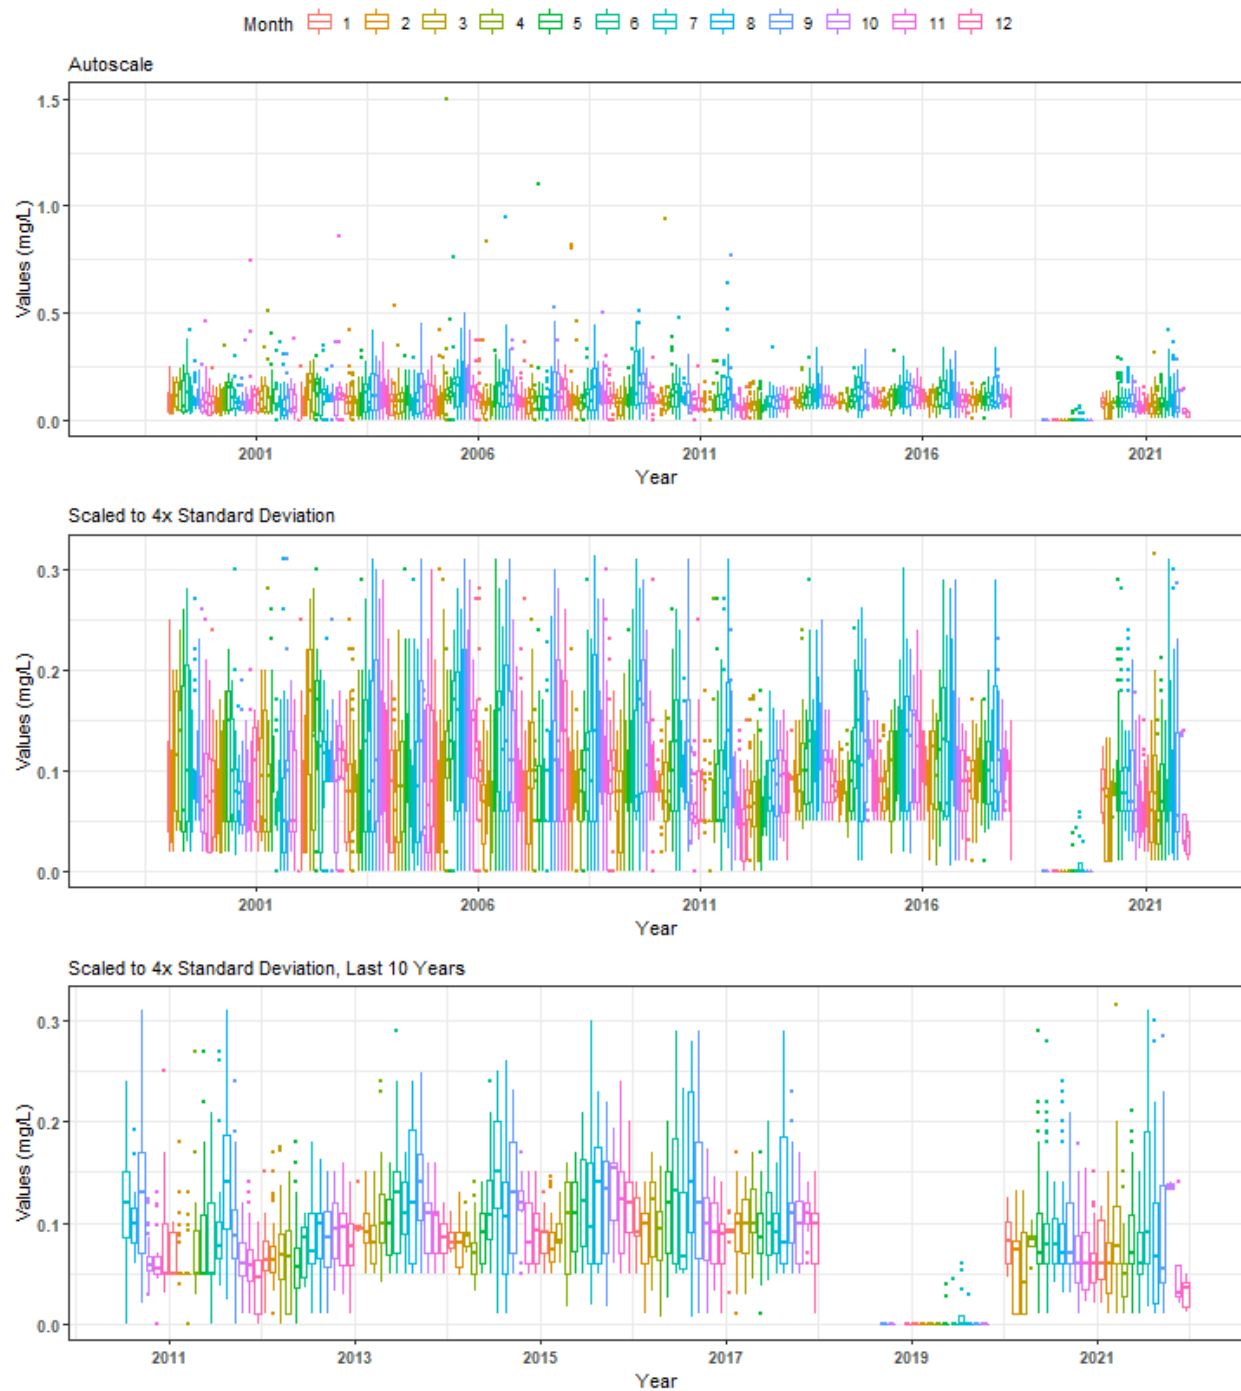 Month 1 2 3 4 5 6 7 8 9 10 11 12
Autoscale
1.5
1.0
0.5
0.0
Values (mg/L)
2001 2006 2011 2016 2021
Year
Scaled to 4x Standard Deviation
0.3
0.2
0.1
0.0
Values (mg/L)
2001 2006 2011 2016 2021
Year
Scaled to 4x Standard Deviation, Last 10 Years
0.3
0.2
0.1
0.0
Values (mg/L)
2011 2013 2015 2017 2019 2021
Year